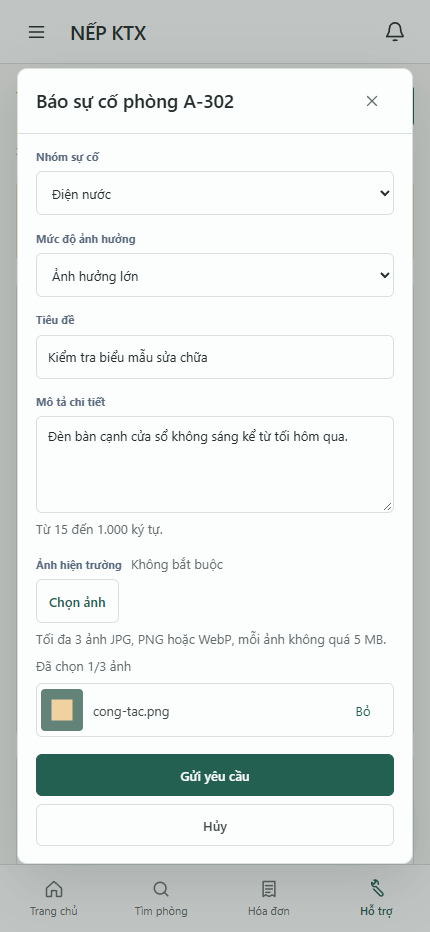 NẾP KTX
Báo sự cố phòng A-302
Nhóm sự cố
Điện nước
Mức độ ảnh hưởng
Ảnh hưởng lớn
Tiêu đề
Kiểm tra biểu mẫu sửa chữa
Mô tả chi tiết
Đèn bàn cạnh cửa sổ không sáng kể từ tối hôm qua.
Từ 15 đến 1.000 ký tự.
Ảnh hiện trường Không bắt buộc
Chọn ảnh
Tối đa 3 ảnh JPG, PNG hoặc WebP, mỗi ảnh không quá 5 MB.
Đã chọn 1/3 ảnh
cong-tac.png Bỏ
Gửi yêu cầu
Hủy
Trang chủ Tìm phòng Hóa đơn Hỗ trợ